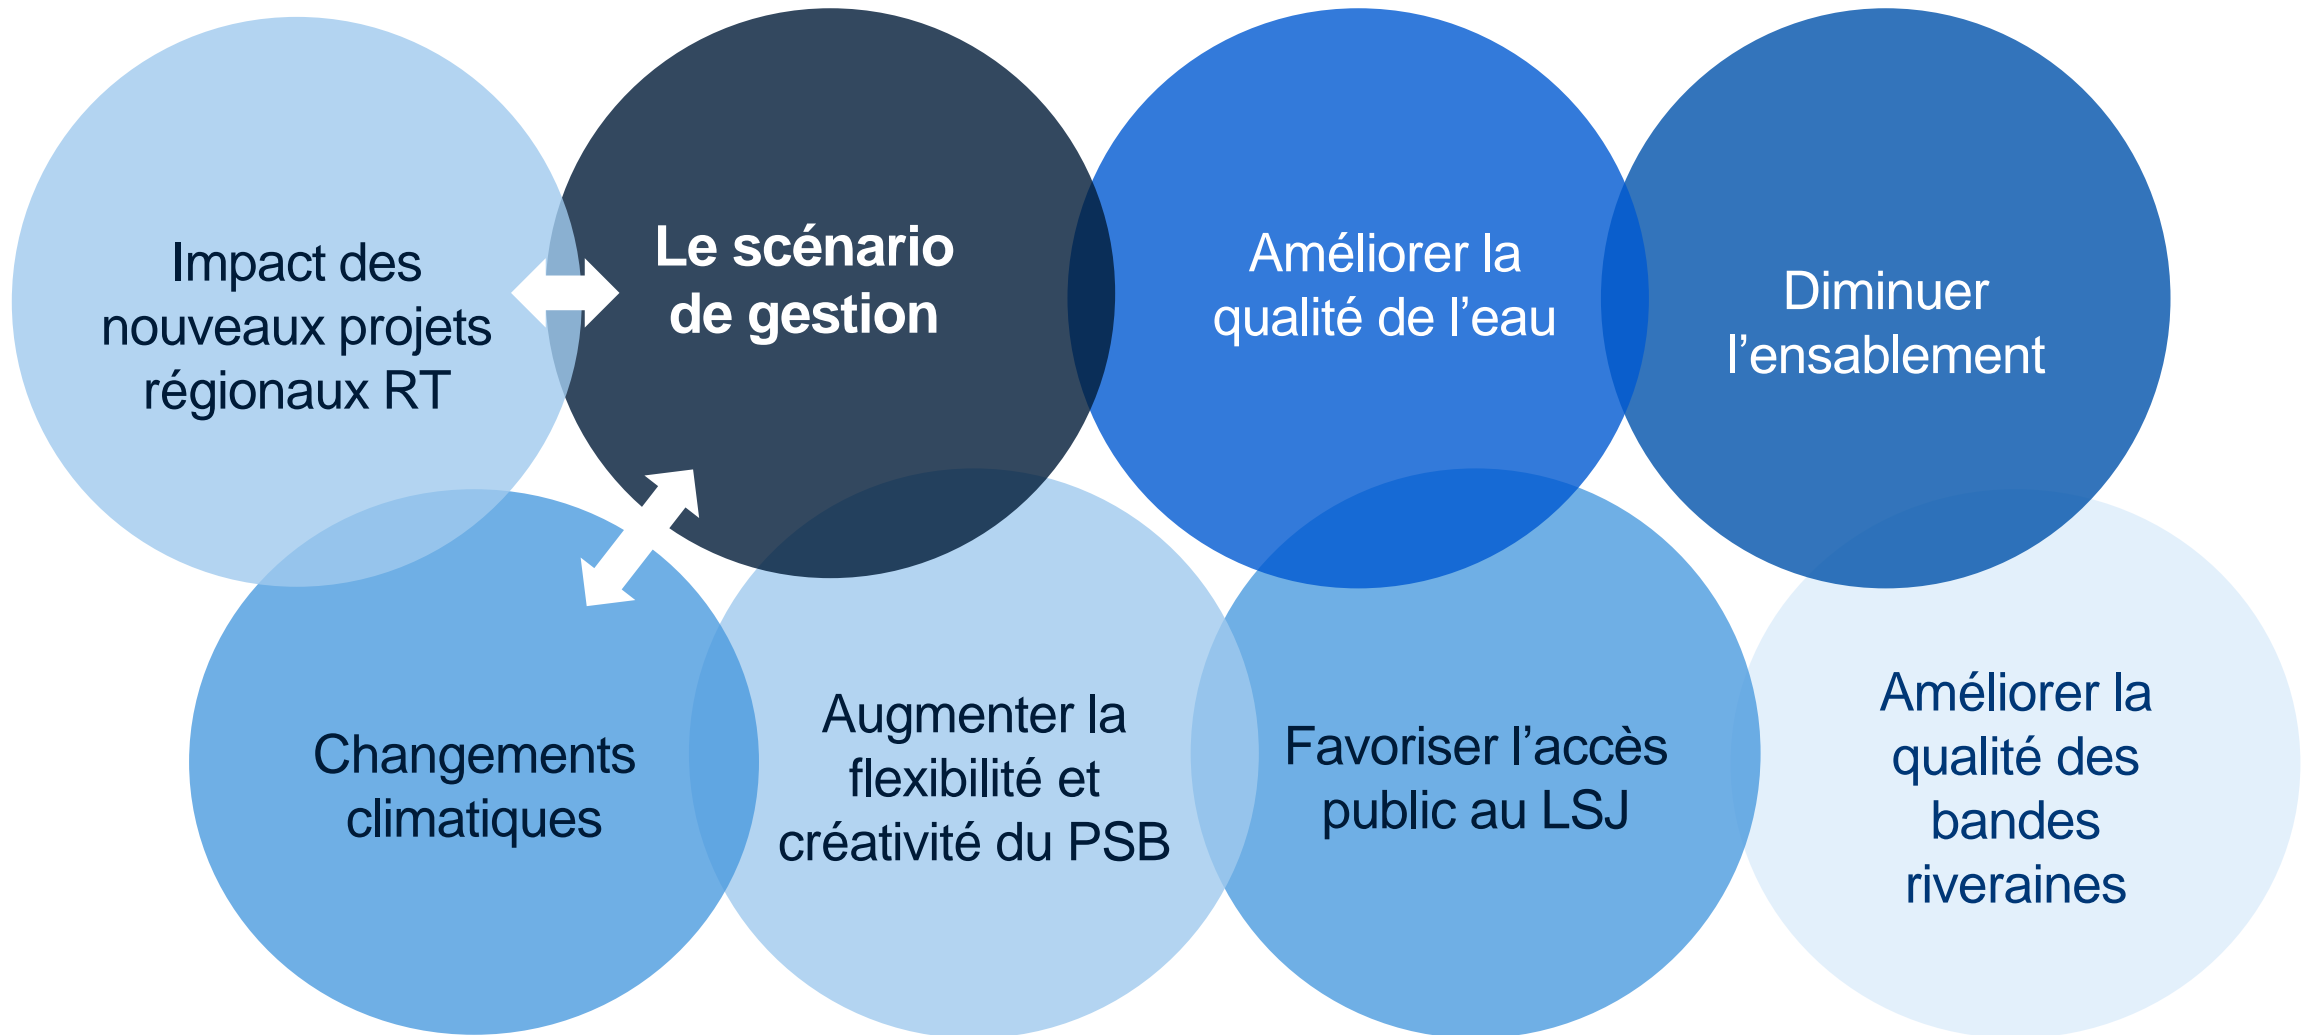 Impact des
nouveaux projets
régionaux RT
Le scénario
de gestion
Améliorer la
qualité de l’eau
Diminuer
l’ensablement
Changements
climatiques
Augmenter la
flexibilité et
créativité du PSB
Favoriser l’accès
public au LSJ
Améliorer la
qualité des
bandes
riveraines